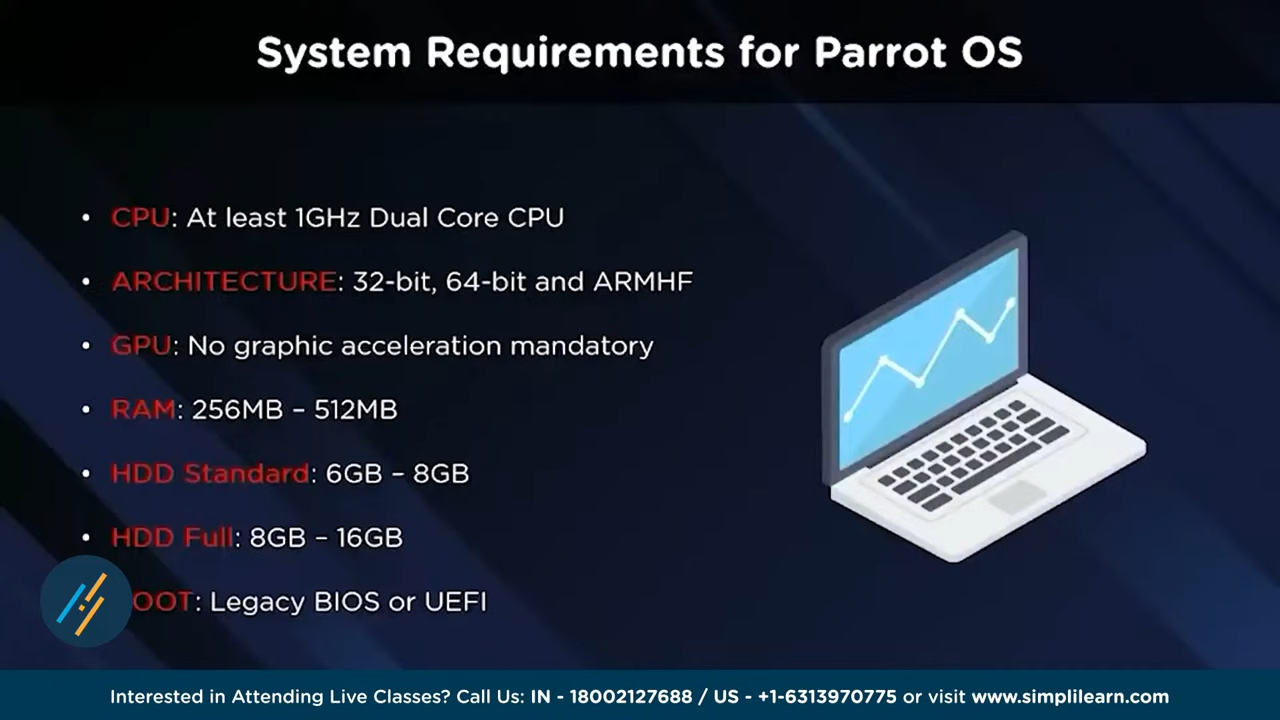 System Requirements for Parrot OS
• CPU: At least 1GHz Dual Core CPU
• ARCHITECTURE: 32-bit, 64-bit and ARMHF
• GPU: No graphic acceleration mandatory
• RAM: 256MB – 512MB
• HDD Standard: 6GB – 8GB
• HDD Full: 8GB – 16GB
OOT: Legacy BIOS or UEFI
Interested in Attending Live Classes? Call Us: IN - 18002127688 / US - +1-6313970775 or visit www.simplilearn.com